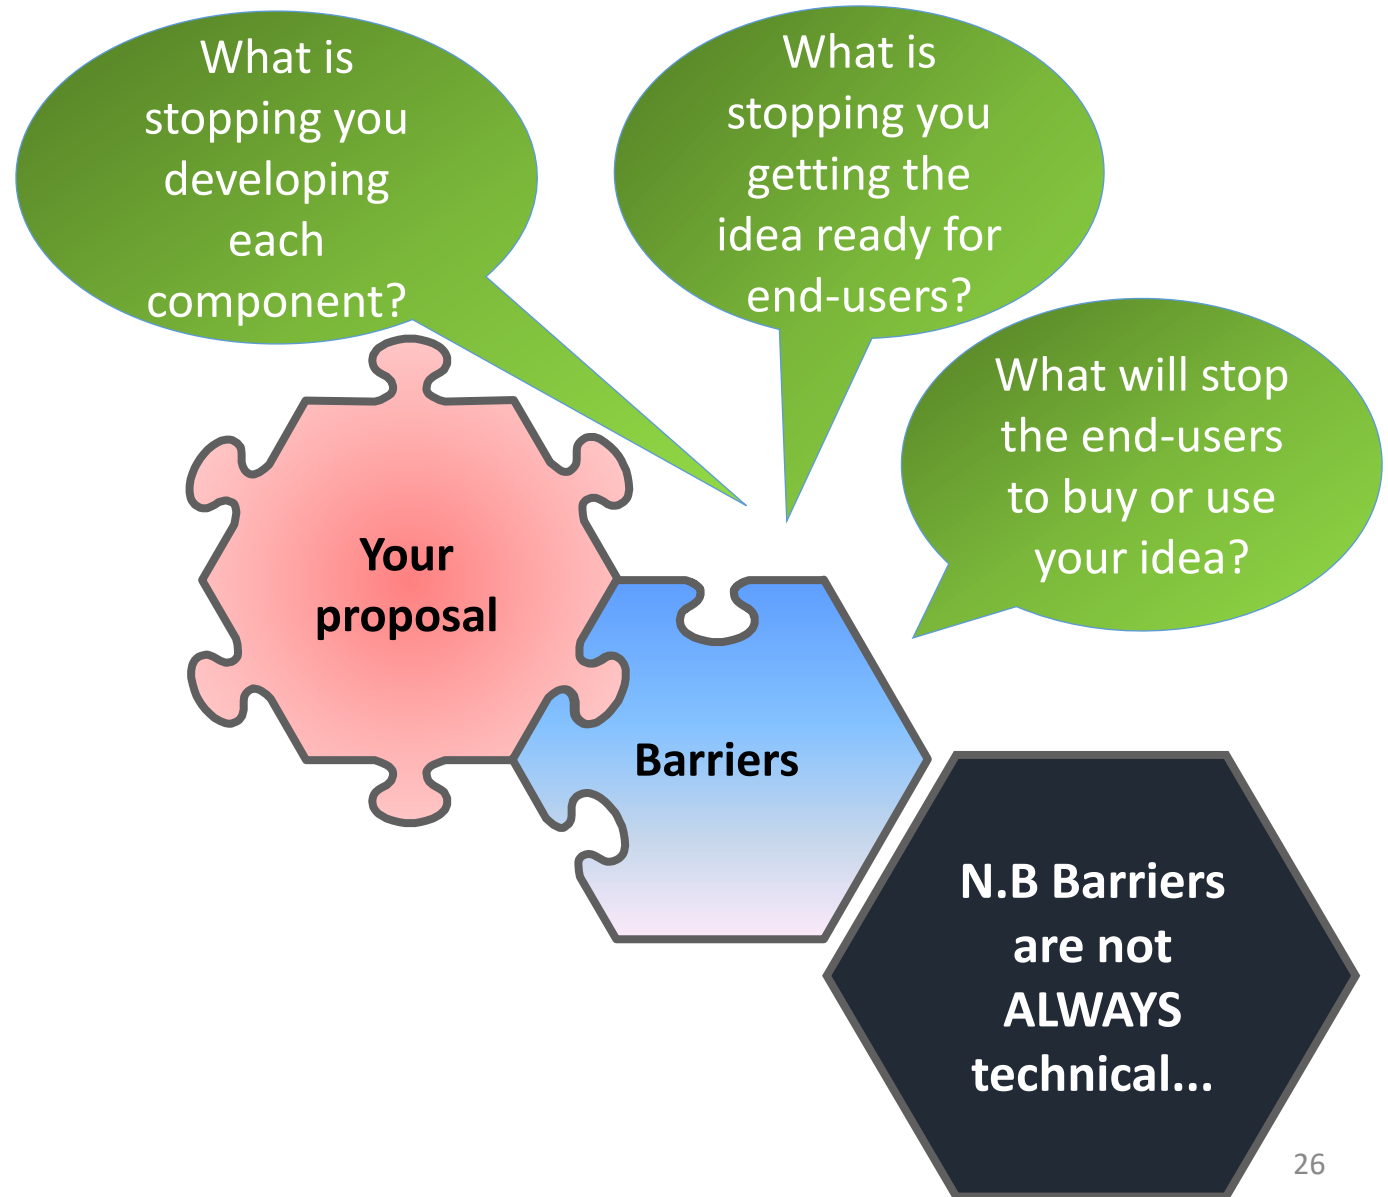 What is
stopping you
developing
each
component?
What is
stopping you
getting the
idea ready for
end-users?
What will stop
the end-users
to buy or use
your idea?
Your
proposal
Barriers
N.B Barriers
are not
ALWAYS
technical...
26